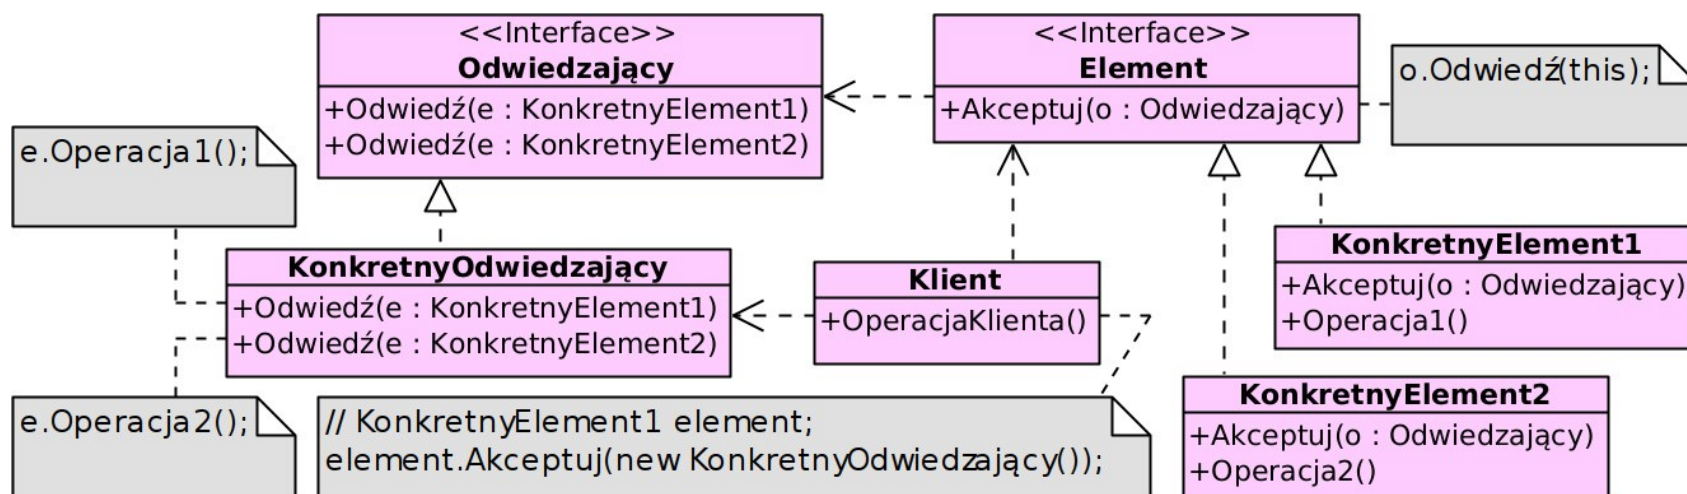 <<Interface>>
Odwiedzający
+Odwiedź(e : KonkretnyElement1)
+Odwiedź(e : KonkretnyElement2)
<<Interface>>
Element
+Akceptuj(o : Odwiedzający)
o.Odwiedź(this);
e.Operacja1();
KonkretnyOdwiedzający
+Odwiedź(e : KonkretnyElement1)
+Odwiedź(e : KonkretnyElement2)
Klient
+OperacjaKlienta()
KonkretnyElement1
+Akceptuj(o : Odwiedzający)
+Operacja1()
e.Operacja2();
// KonkretnyElement1 element;
element.Akceptuj(new KonkretnyOdwiedzający());
KonkretnyElement2
+Akceptuj(o : Odwiedzający)
+Operacja2()